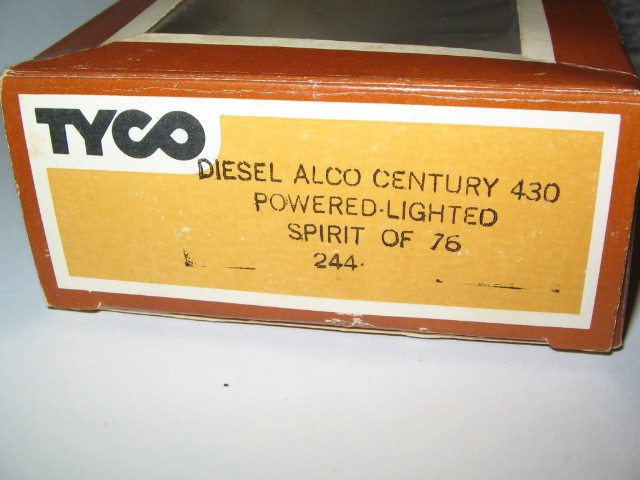 TYCO
DIESEL ALCO CENTURY 430
POWERED-LIGHTED
SPIRIT OF 76
244